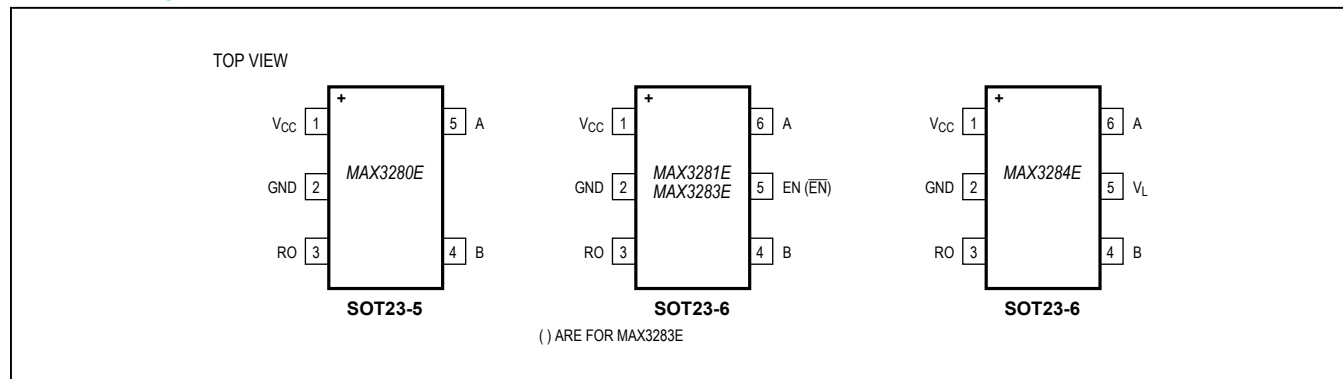 TOP VIEW
+
VCC 1
GND 2
RO 3
MAX3280E
5 A
4 B
SOT23-5
+
VCC 1
GND 2
RO 3
MAX3281E
MAX3283E
6 A
5 EN (E̅N̅)
4 B
SOT23-6
+
VCC 1
GND 2
RO 3
MAX3284E
6 A
5 VL
4 B
SOT23-6
( ) ARE FOR MAX3283E